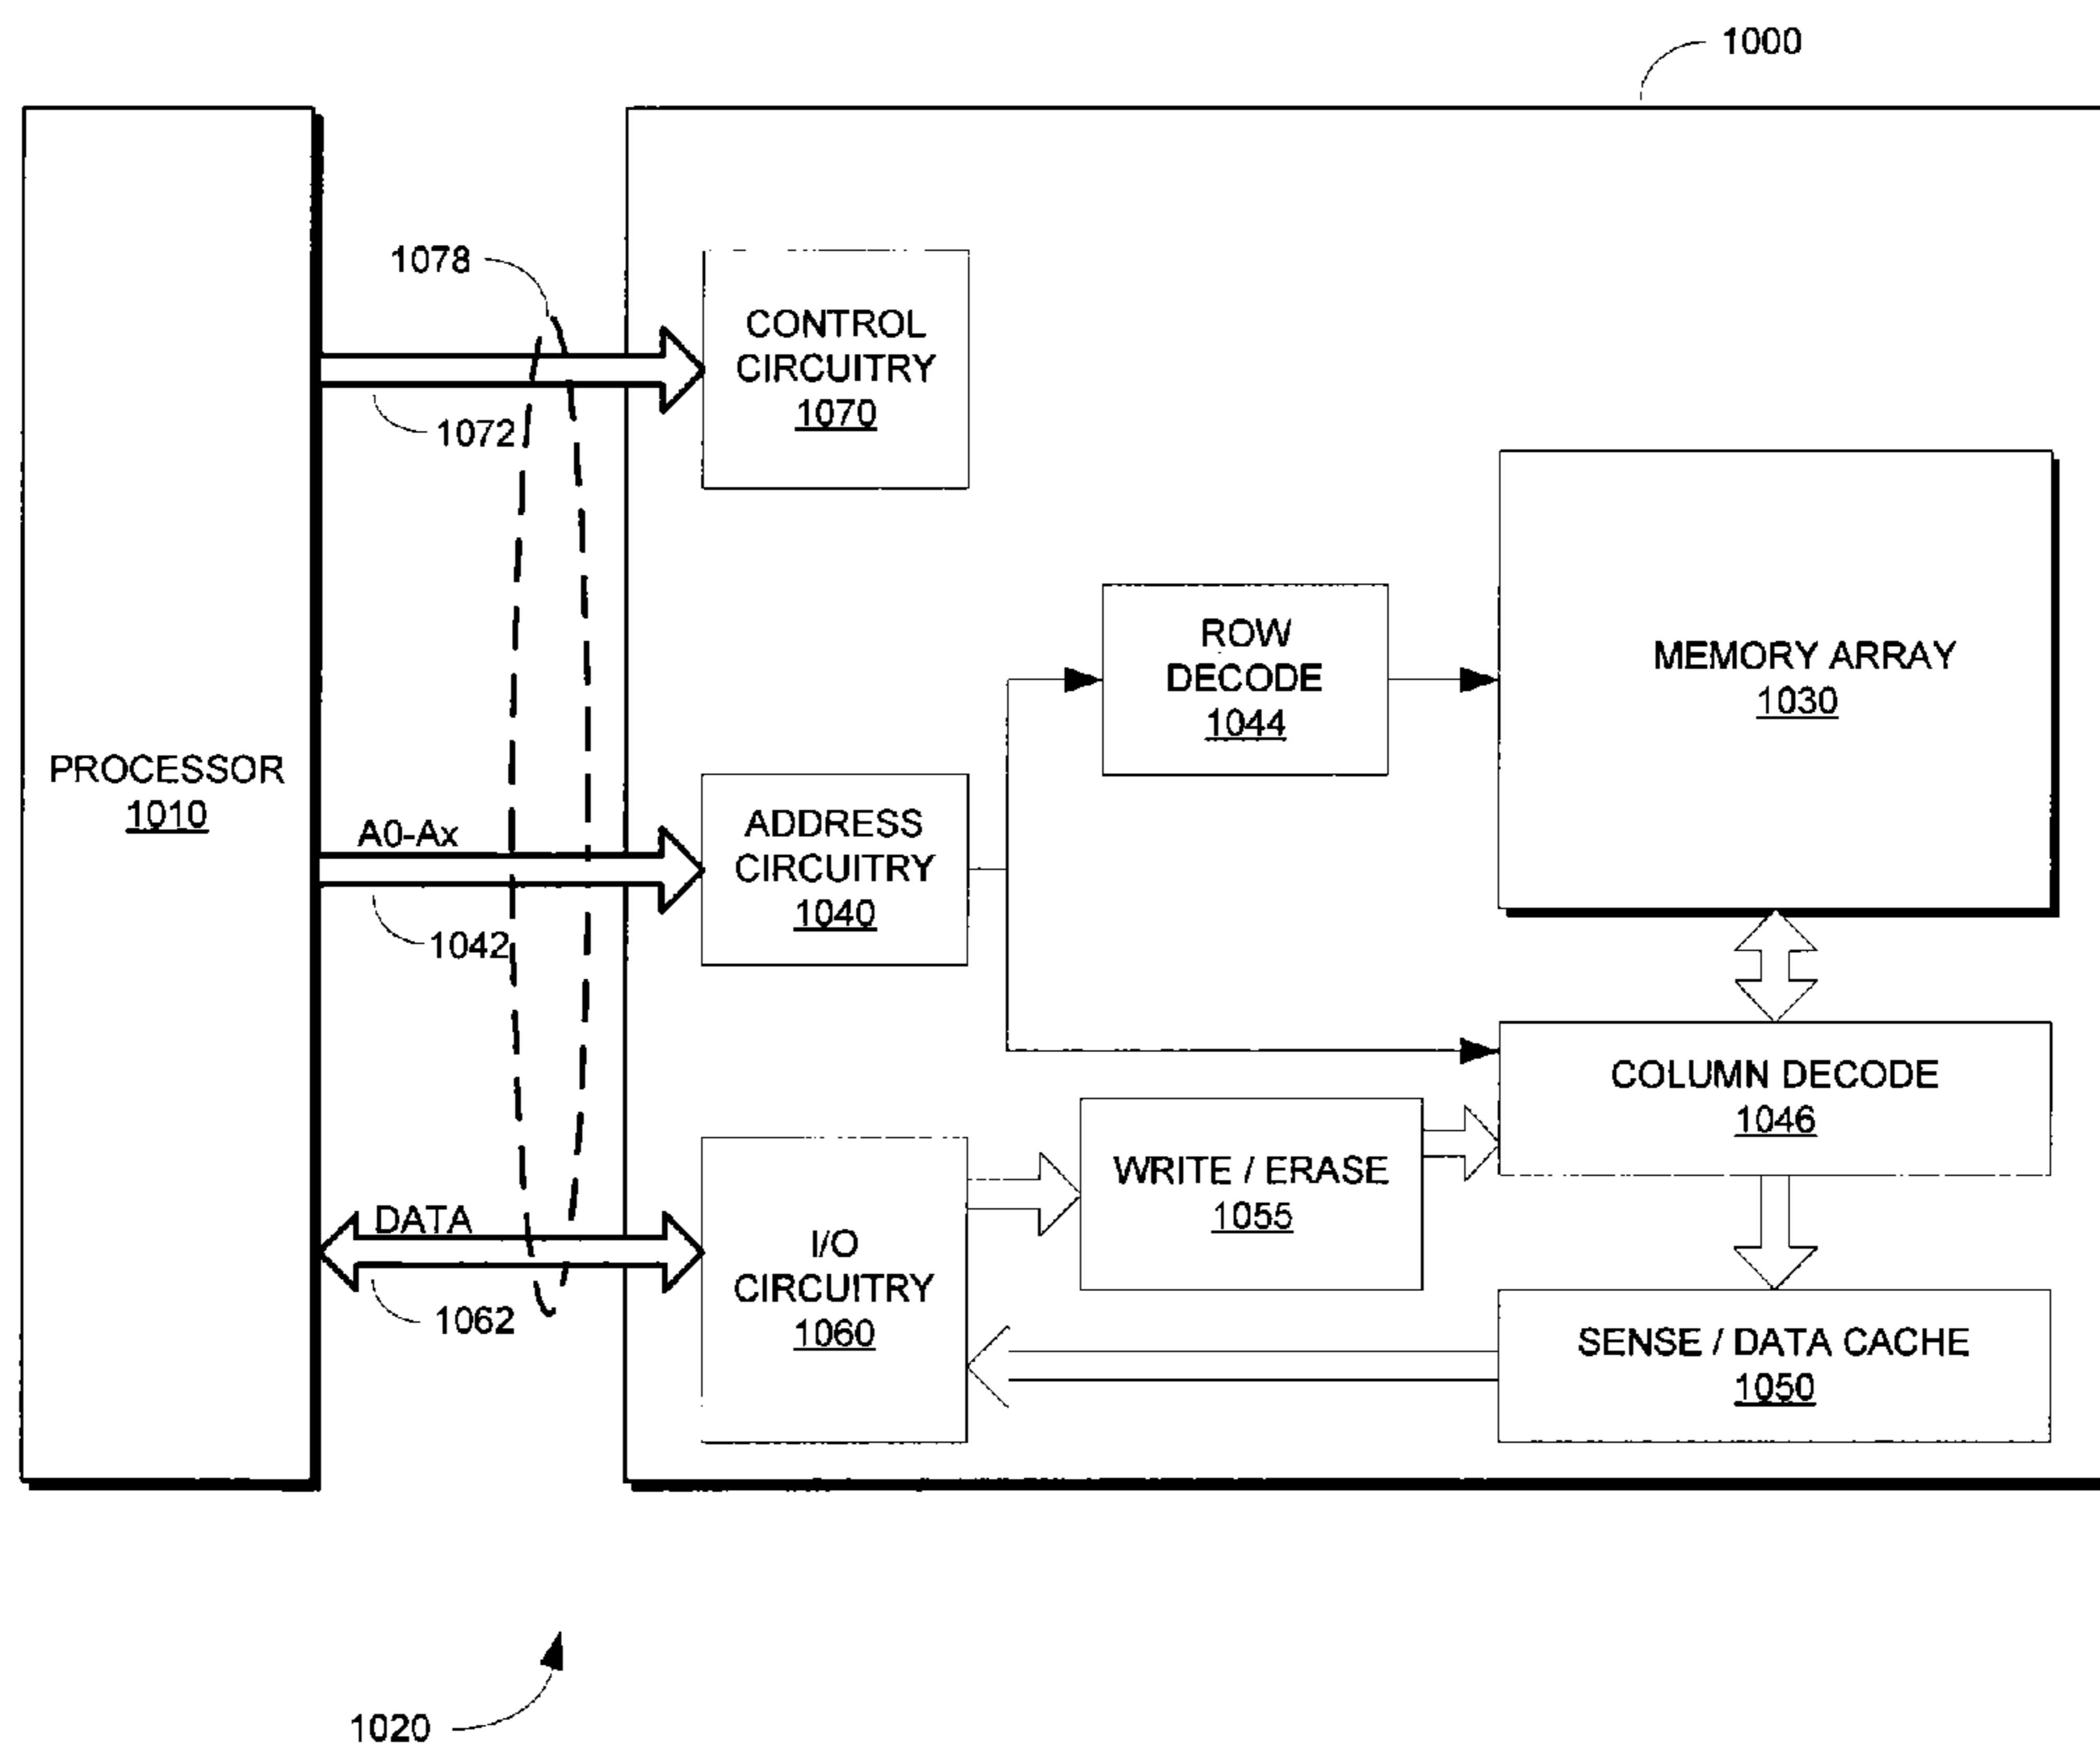 1000
1078
CONTROL
CIRCUITRY
1070
1072
ROW
DECODE
1044
MEMORY ARRAY
1030
PROCESSOR
1010
A0-Ax
ADDRESS
CIRCUITRY
1040
1042
COLUMN DECODE
1046
WRITE / ERASE
1055
DATA
I/O
CIRCUITRY
1060
1062
SENSE / DATA CACHE
1050
1020